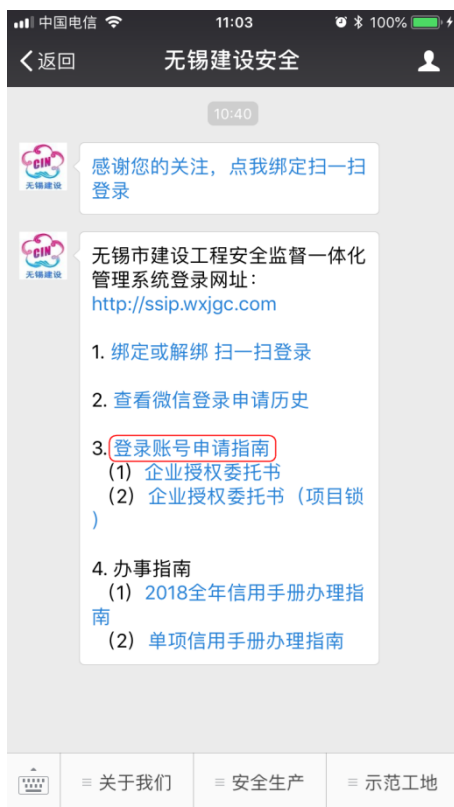 中国电信 11:03 100%
返回 无锡建设安全
10:40
CIN
无锡建设
感谢您的关注，点我绑定扫一扫
登录
CIN
无锡建设
无锡市建设工程安全监督一体化
管理系统登录网址：
http://ssip.wxjgc.com
1. 绑定或解绑 扫一扫登录
2. 查看微信登录申请历史
3.登录账号申请指南
（1） 企业授权委托书
（2） 企业授权委托书（项目锁
）
4. 办事指南
（1） 2018全年信用手册办理指
南
（2） 单项信用手册办理指南
关于我们 安全生产 示范工地